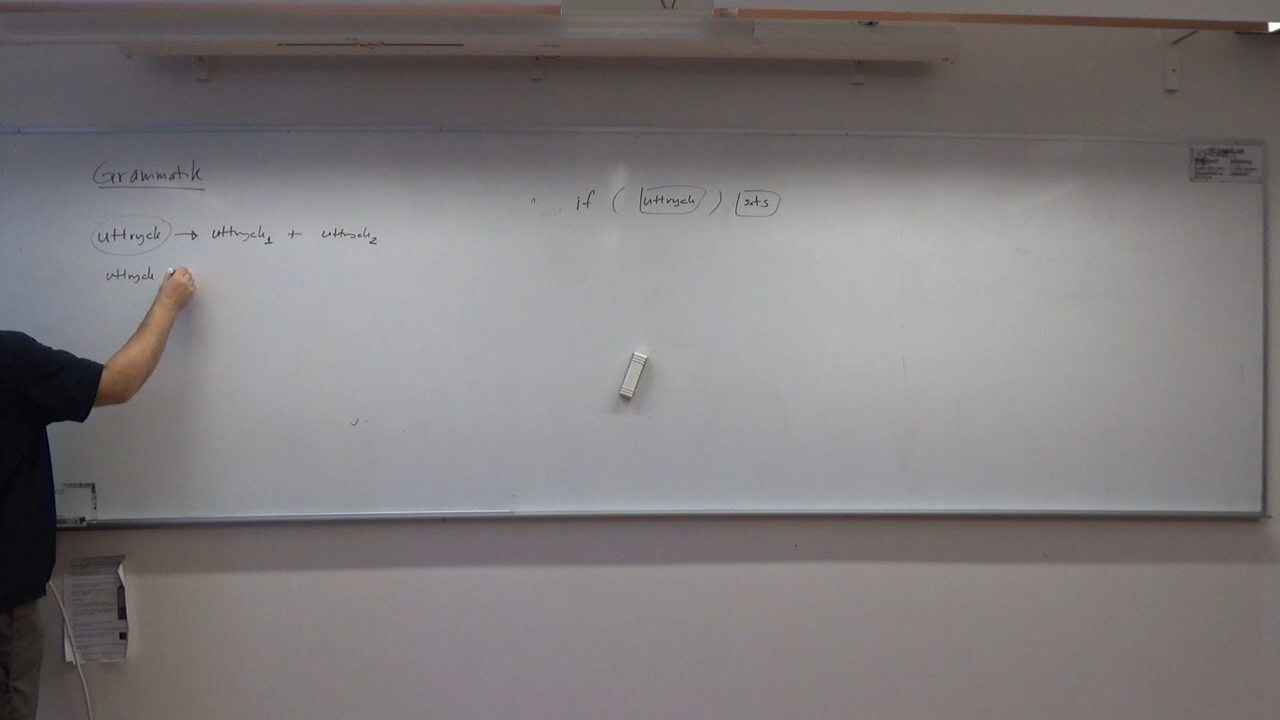 Grammatik
... if ( uttryck ) sats
uttryck → uttryck₁ + uttryck₂
uttryck